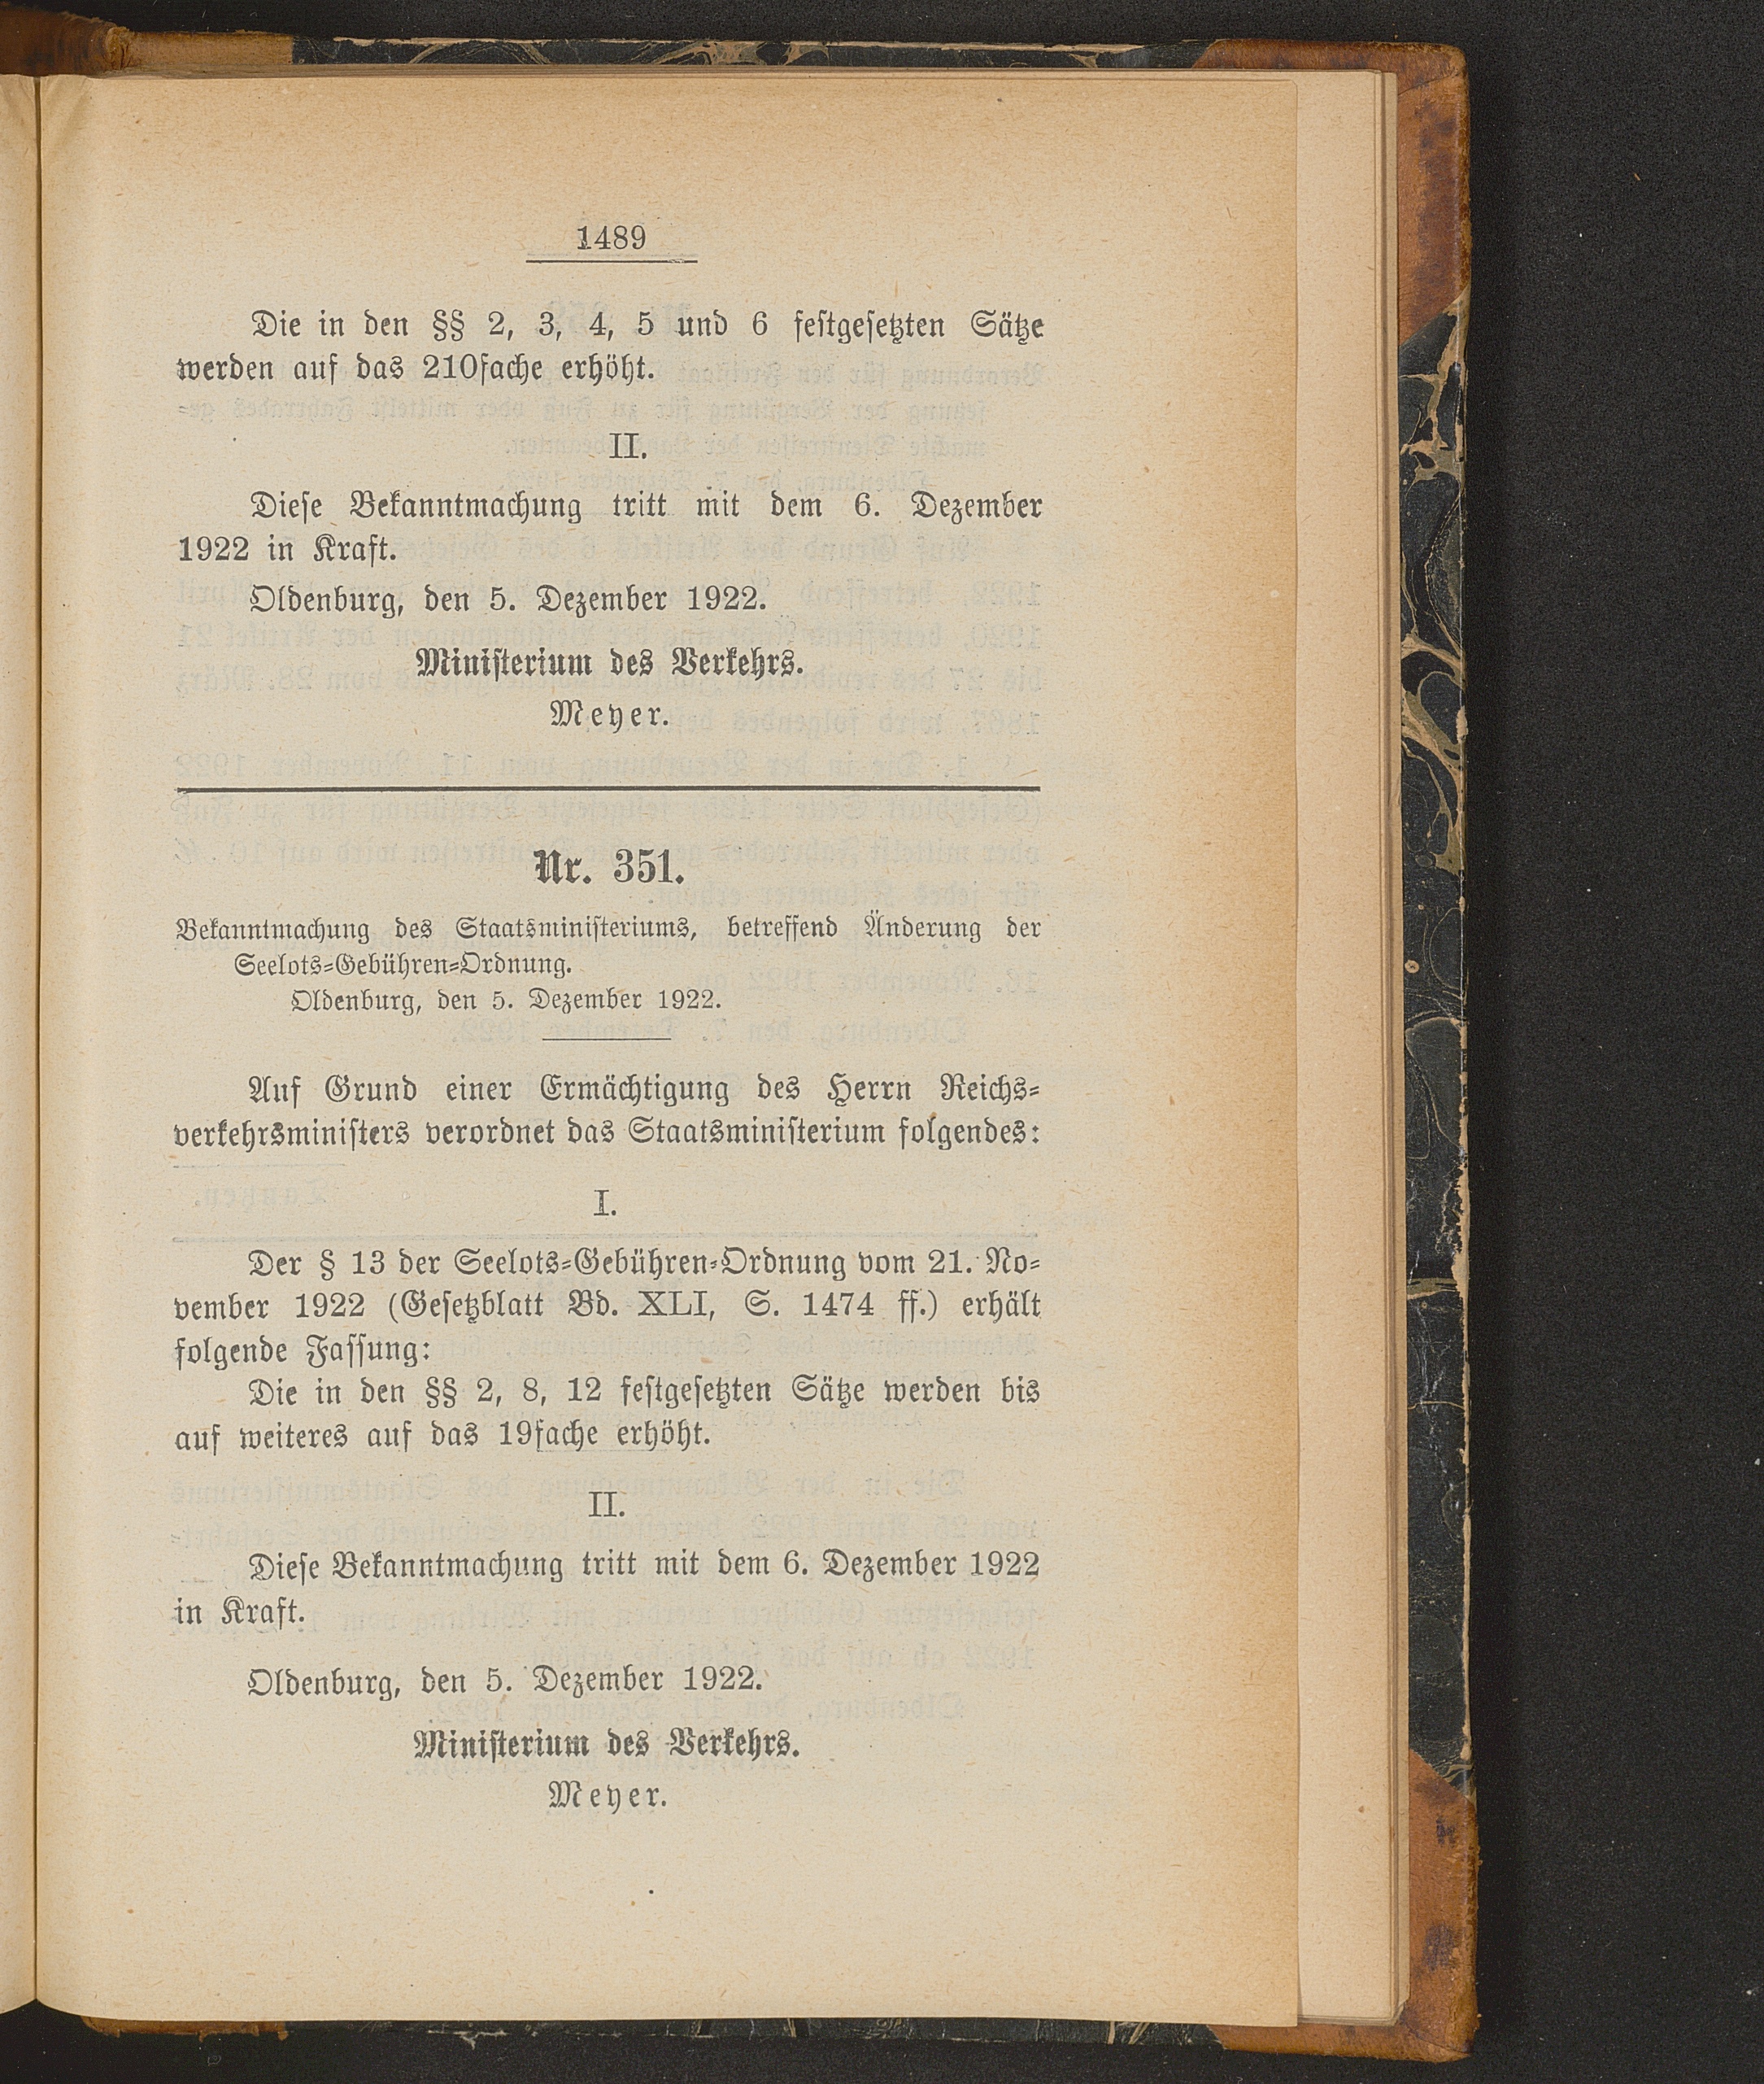 1489
Die in den §§ 2, 3, 4, 5 und 6 festgesetzten Sätze
werden auf das 210fache erhöht.
II.
Diese Bekanntmachung tritt mit dem 6. Dezember
1922 in Kraft.
Oldenburg, den 5. Dezember 1922.
Ministerium des Verkehrs.
Meyer.
Nr. 351.
Bekanntmachung des Staatsministeriums, betreffend Änderung der
Seelots-Gebühren-Ordnung.
Oldenburg, den 5. Dezember 1922.
Auf Grund einer Ermächtigung des Herrn Reichs-
verkehrsministers verordnet das Staatsministerium folgendes:
I.
Der § 13 der Seelots-Gebühren-Ordnung vom 21. No-
vember 1922 (Gesetzblatt Bd. XLI, S. 1474 ff.) erhält
folgende Fassung:
Die in den §§ 2, 8, 12 festgesetzten Sätze werden bis
auf weiteres auf das 19fache erhöht.
II.
Diese Bekanntmachung tritt mit dem 6. Dezember 1922
in Kraft.
Oldenburg, den 5. Dezember 1922.
Ministerium des Verkehrs.
Meyer.